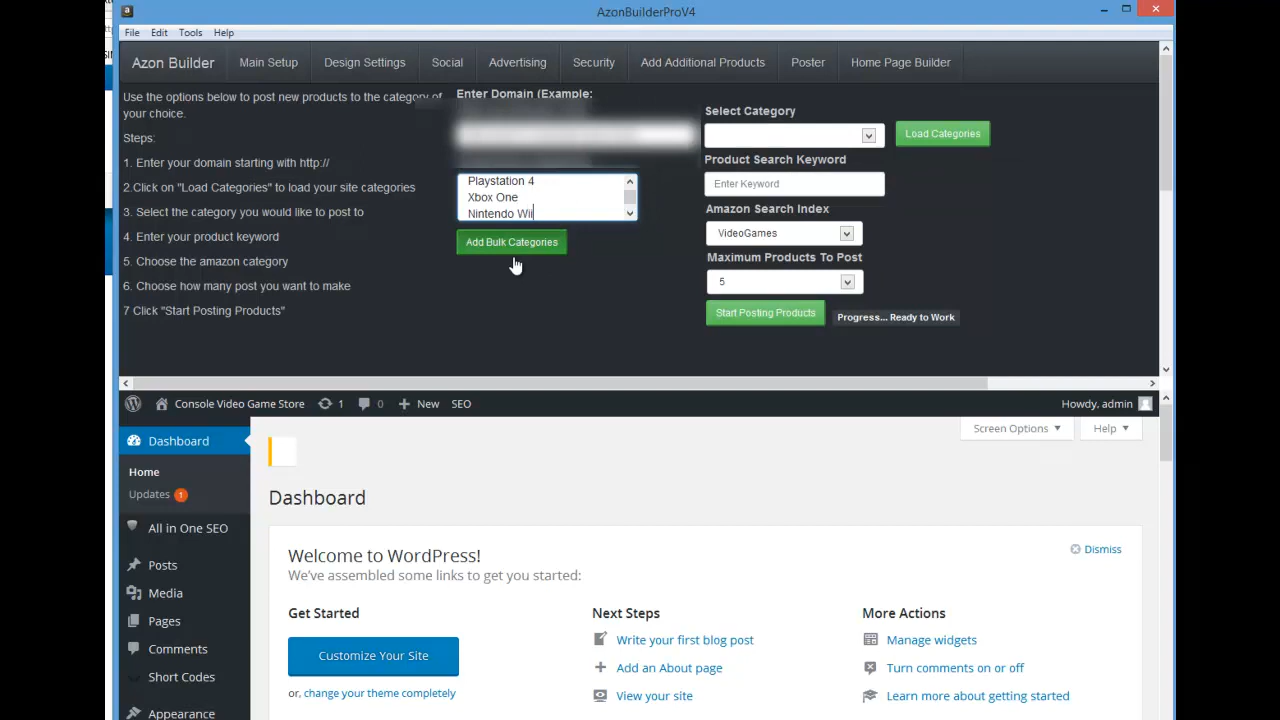 AzonBuilderProV4
File Edit Tools Help
Azon Builder Main Setup Design Settings Social Advertising Security Add Additional Products Poster Home Page Builder
Use the options below to post new products to the category of
your choice.
Steps:
1. Enter your domain starting with http://
2.Click on "Load Categories" to load your site categories
3. Select the category you would like to post to
4. Enter your product keyword
5. Choose the amazon category
6. Choose how many post you want to make
7 Click "Start Posting Products"
Enter Domain (Example:
Playstation 4
Xbox One
Nintendo Wii
Add Bulk Categories
Select Category
Load Categories
Product Search Keyword
Enter Keyword
Amazon Search Index
VideoGames
Maximum Products To Post
5
Start Posting Products Progress... Ready to Work
Console Video Game Store 1 0 New SEO Howdy, admin
Screen Options Help
Dashboard
Home
Updates 1
All in One SEO
Posts
Media
Pages
Comments
Short Codes
Appearance
Dashboard
Welcome to WordPress!
Dismiss
We've assembled some links to get you started:
Get Started
Customize Your Site
or, change your theme completely
Next Steps
Write your first blog post
Add an About page
View your site
More Actions
Manage widgets
Turn comments on or off
Learn more about getting started